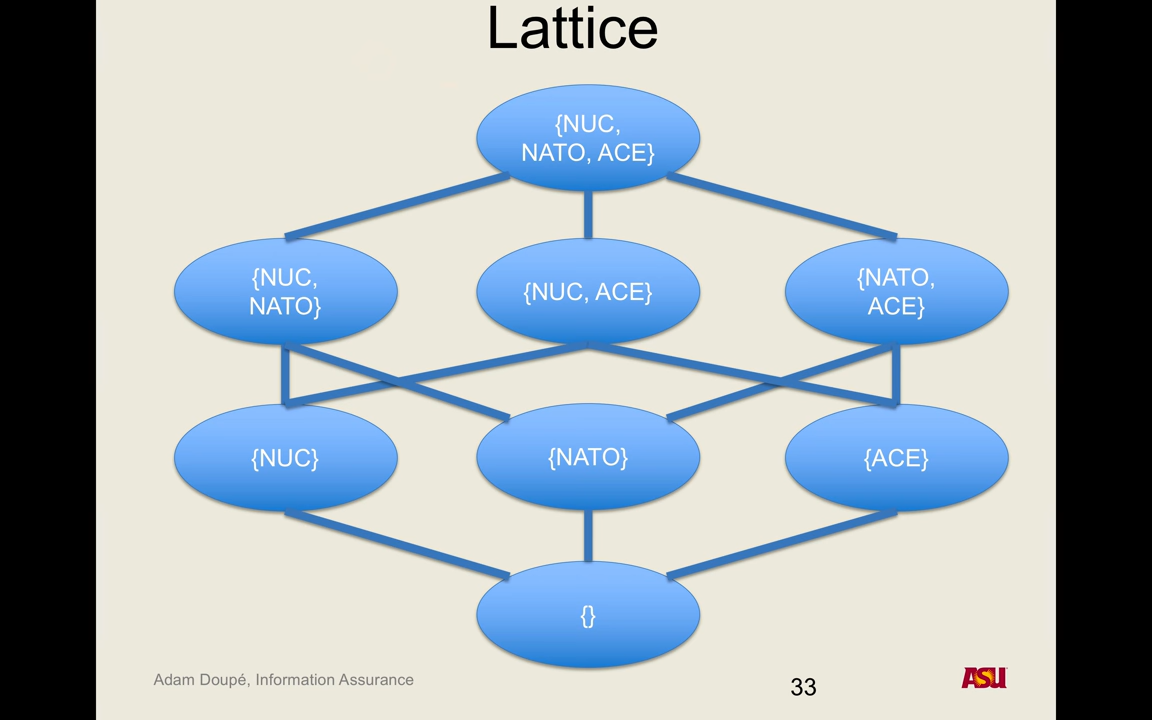 Lattice
{NUC,
NATO, ACE}
{NUC,
NATO}
{NUC, ACE}
{NATO,
ACE}
{NUC}
{NATO}
{ACE}
{}
Adam Doupé, Information Assurance
33
ASU